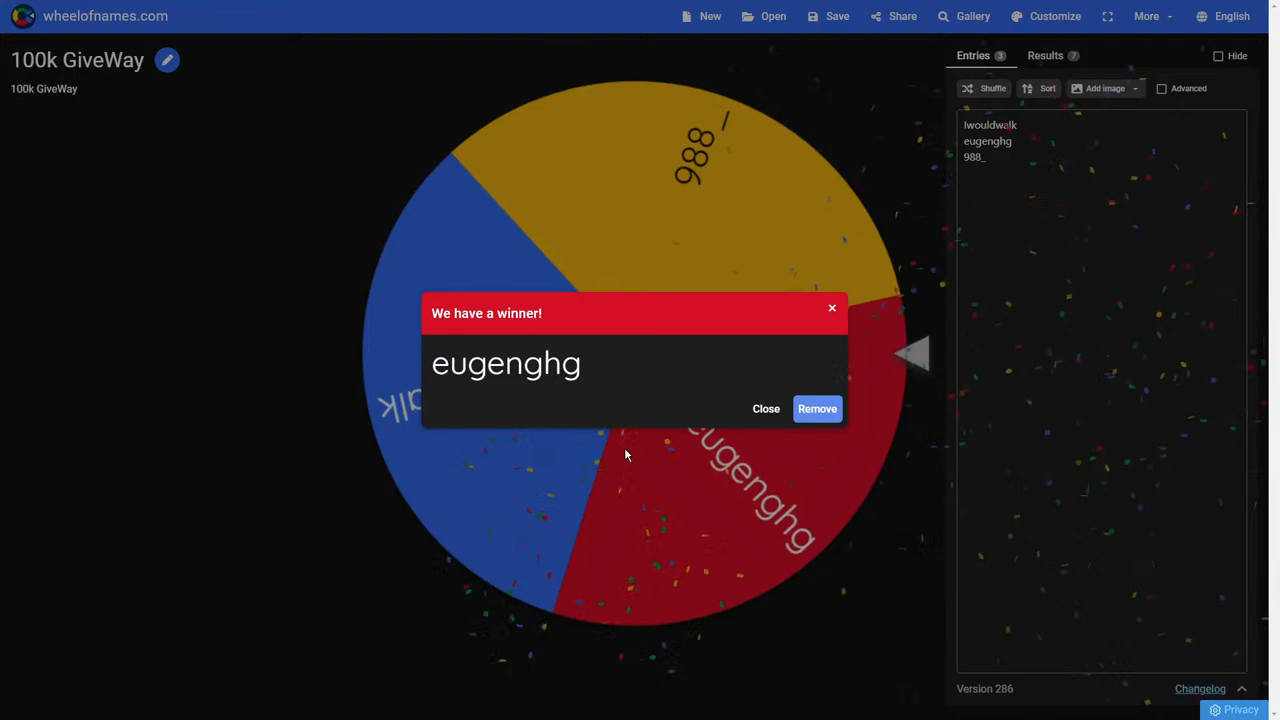 wheelofnames.com
New
Open
Save
Share
Gallery
Customize
More
English
100k GiveWay
100k GiveWay
Entries 3
Results 7
Hide
Shuffle
Sort
Add image
Advanced
Iwouldwalk
eugenghg
988_
988_
alk
eugenghg
We have a winner!
×
eugenghg
Close
Remove
Version 286
Changelog
Privacy